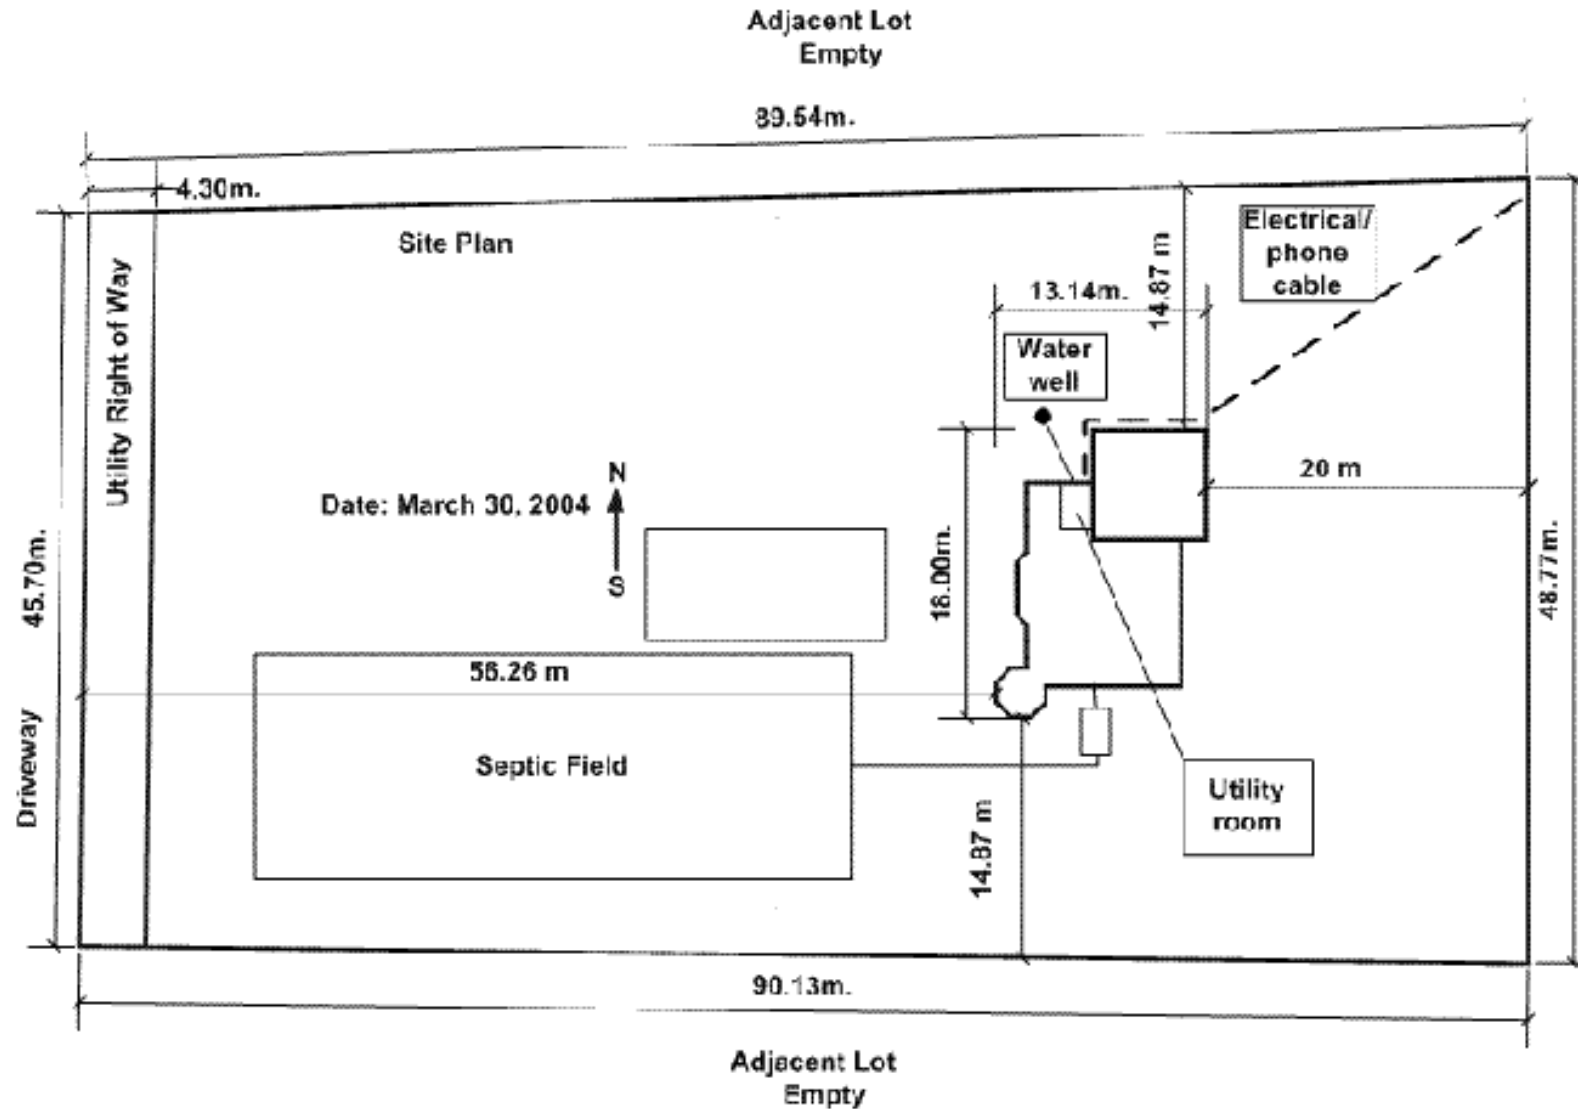 Adjacent Lot
Empty
89.54m.
4.30m.
Site Plan
Electrical/
phone
cable
14.87 m
13.14m.
Water
well
Utility Right of Way
N
Date: March 30, 2004
S
20 m
45.70m.
18.00m.
48.77m.
56.26 m
Driveway
Septic Field
Utility
room
14.87 m
90.13m.
Adjacent Lot
Empty